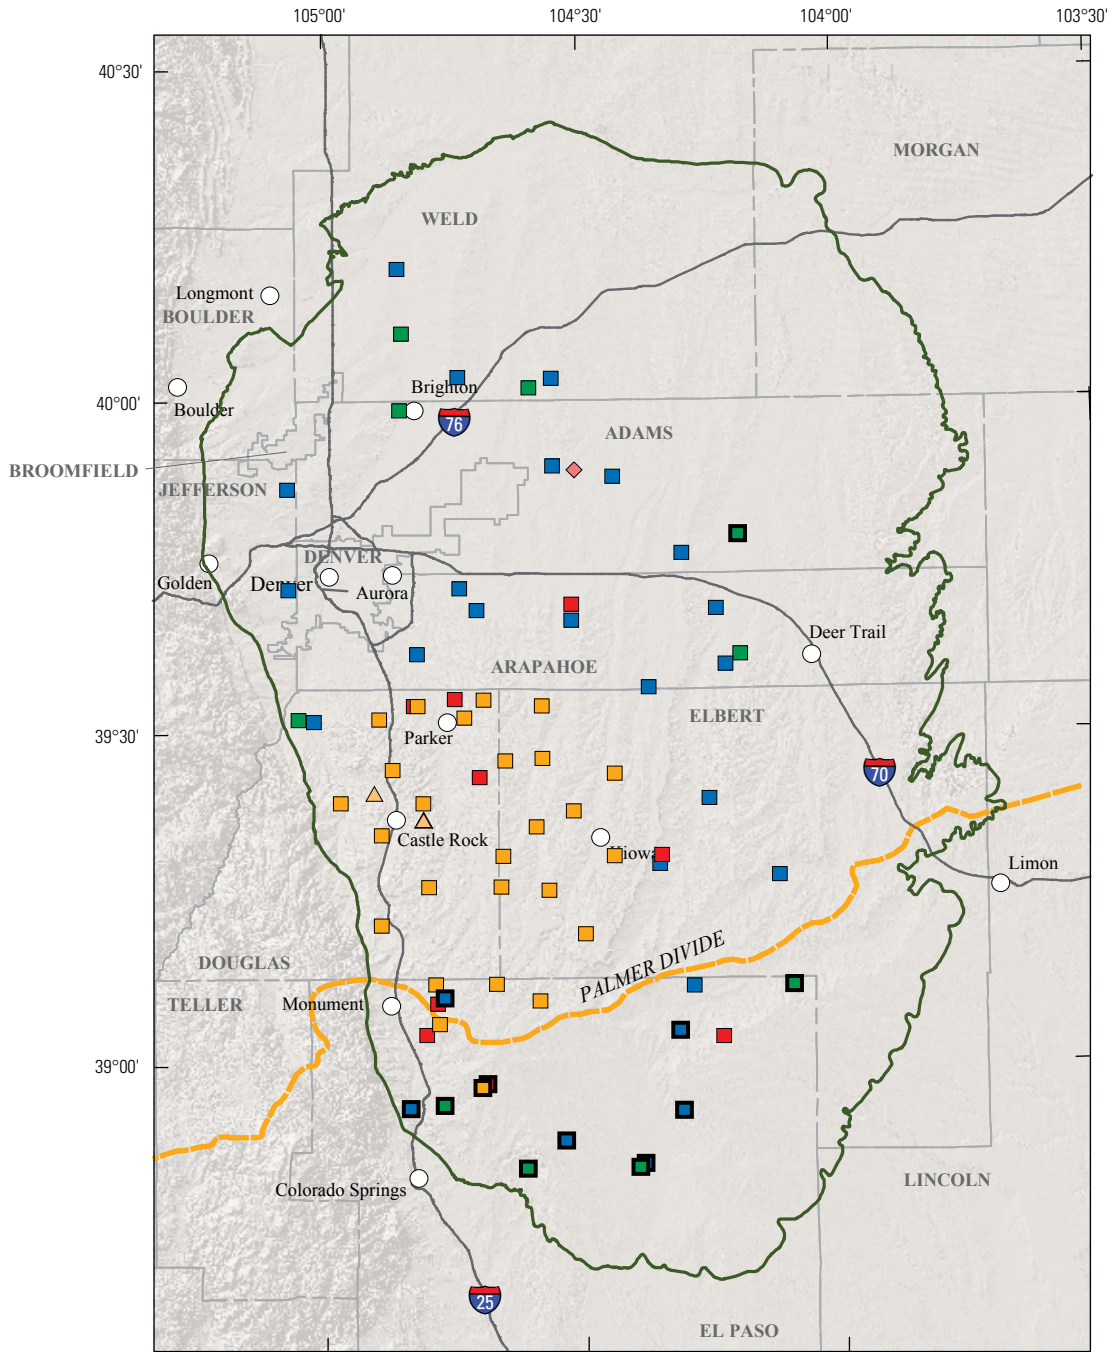 105°00'
104°30'
104°00'
103°30'
40°30'
MORGAN
WELD
Longmont
BOULDER
Brighton
Boulder
40°00'
76
ADAMS
BROOMFIELD
JEFFERSON
DENVER
Golden
Denver
Aurora
Deer Trail
ARAPAHOE
ELBERT
39°30'
Parker
70
Castle Rock
Kiowa
Limon
PALMER DIVIDE
DOUGLAS
TELLER
Monument
39°00'
Colorado Springs
LINCOLN
25
EL PASO